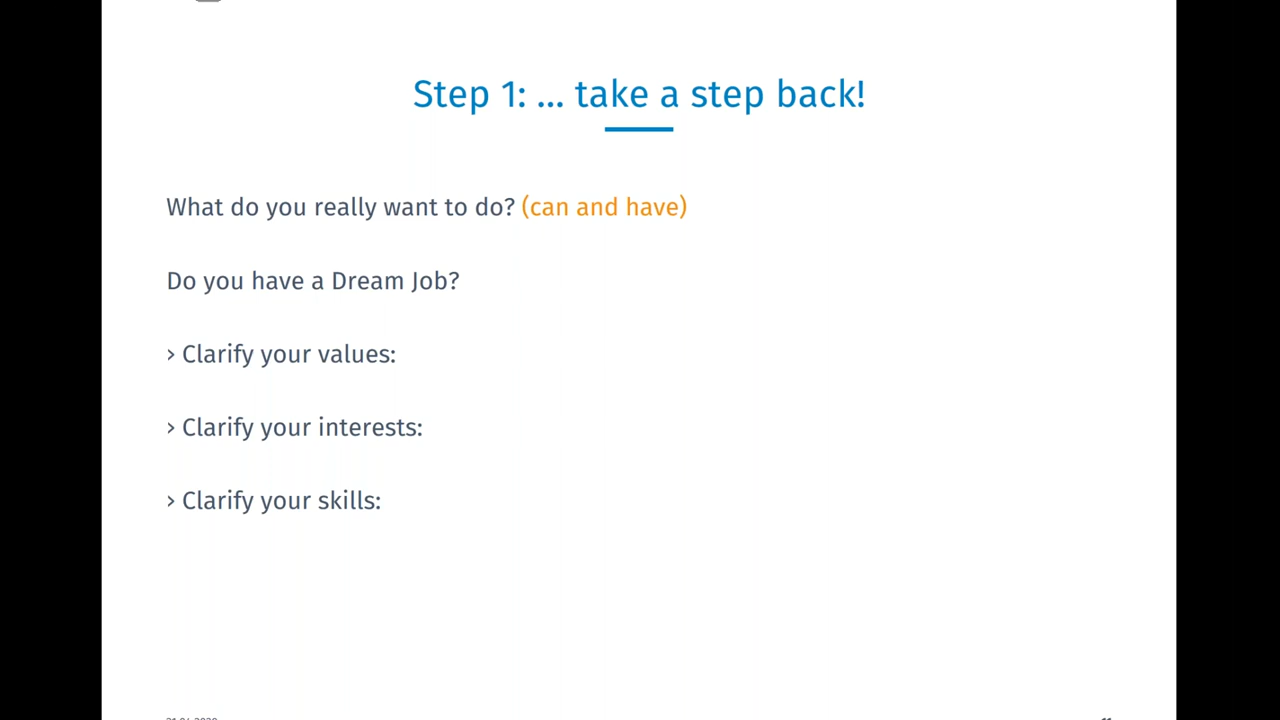 Step 1: ... take a step back!
What do you really want to do? (can and have)
Do you have a Dream Job?
› Clarify your values:
› Clarify your interests:
› Clarify your skills: